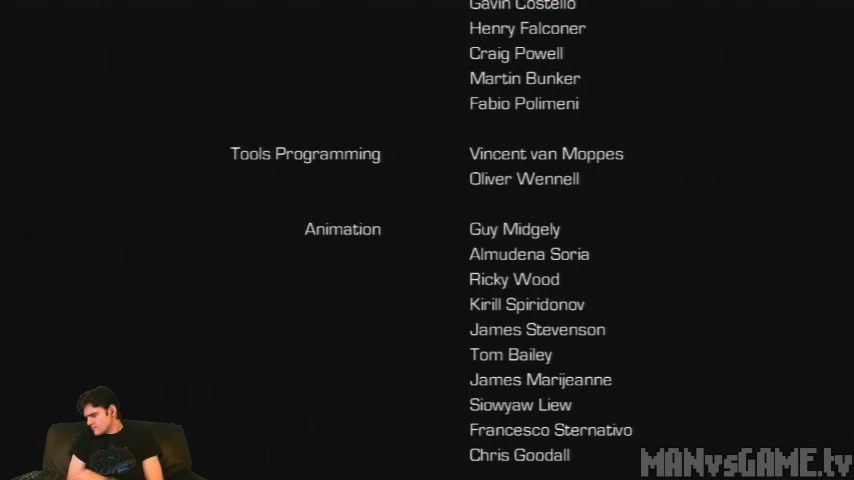 Gavin Costello
Henry Falconer
Craig Powell
Martin Bunker
Fabio Polimeni
Tools Programming Vincent van Moppes
Oliver Wennell
Animation Guy Midgely
Almudena Soria
Ricky Wood
Kirill Spiridonov
James Stevenson
Tom Bailey
James Marijeanne
Siowyaw Liew
Francesco Sternativo
Chris Goodall
MANvsGAME.tv